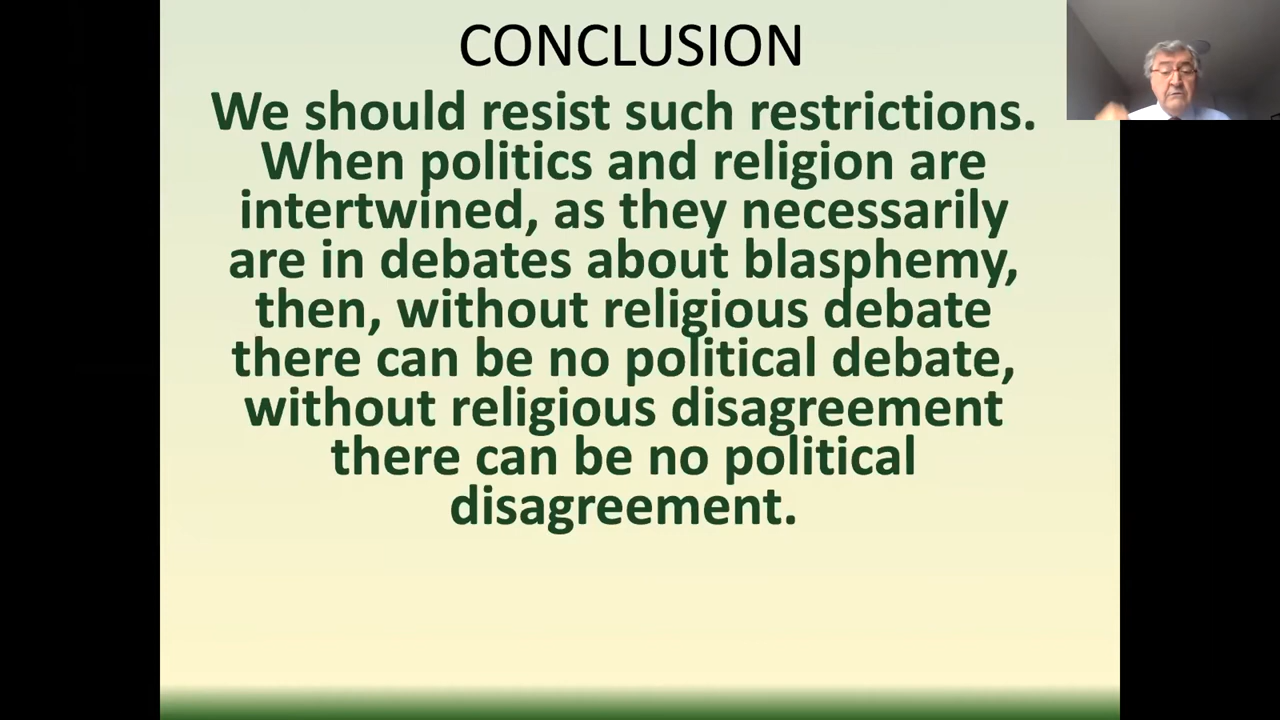 CONCLUSION
We should resist such restrictions.
When politics and religion are
intertwined, as they necessarily
are in debates about blasphemy,
then, without religious debate
there can be no political debate,
without religious disagreement
there can be no political
disagreement.